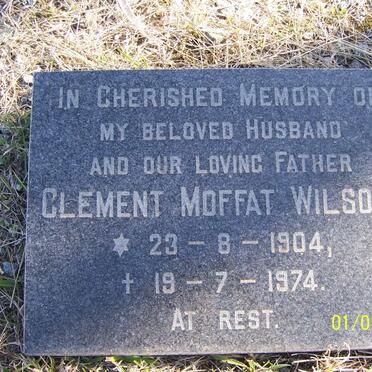 IN CHERISHED MEMORY OF
MY BELOVED HUSBAND
AND OUR LOVING FATHER
CLEMENT MOFFAT WILSO
✡ 23 - 8 - 1904,
† 19 - 7 - 1974.
AT REST.
01/0